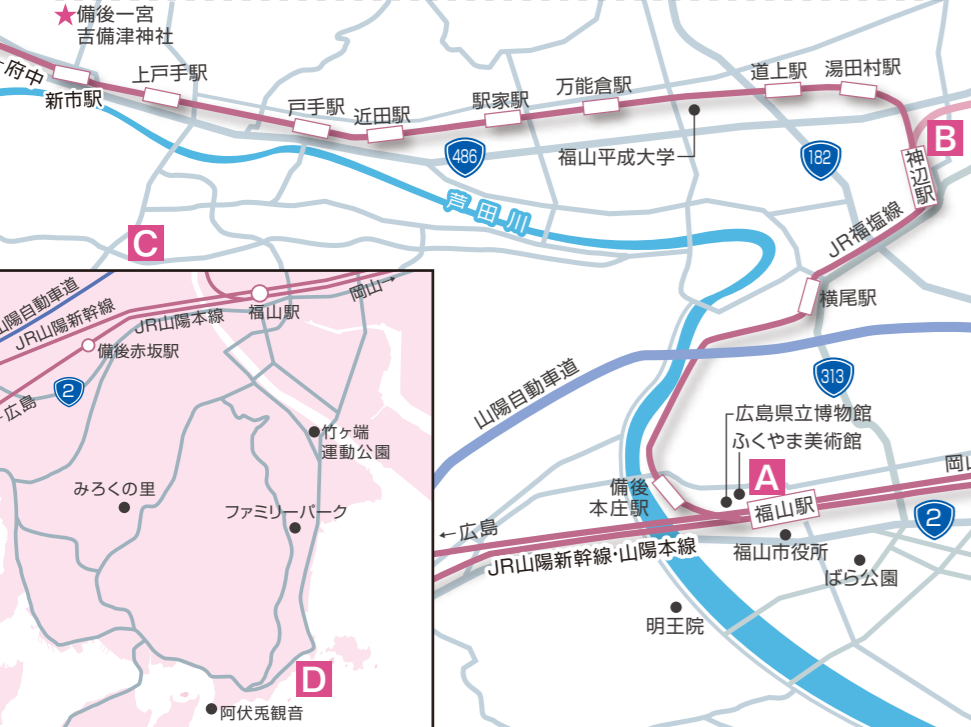 備後一宮
吉備津神社
←府中
新市駅
上戸手駅
戸手駅
近田駅
駅家駅
万能倉駅
道上駅
湯田村駅
486
福山平成大学
182
B
神辺駅
芦田川
JR福塩線
C
横尾駅
山陽自動車道
313
広島県立博物館
ふくやま美術館
A
備後
本庄駅
福山駅
岡山
←広島
JR山陽新幹線・山陽本線
福山市役所
2
ばら公園
明王院
山陽自動車道
JR山陽新幹線
JR山陽本線
福山駅
岡山→
備後赤坂駅
2
←広島
竹ヶ端
運動公園
みろくの里
ファミリーパーク
D
阿伏兎観音